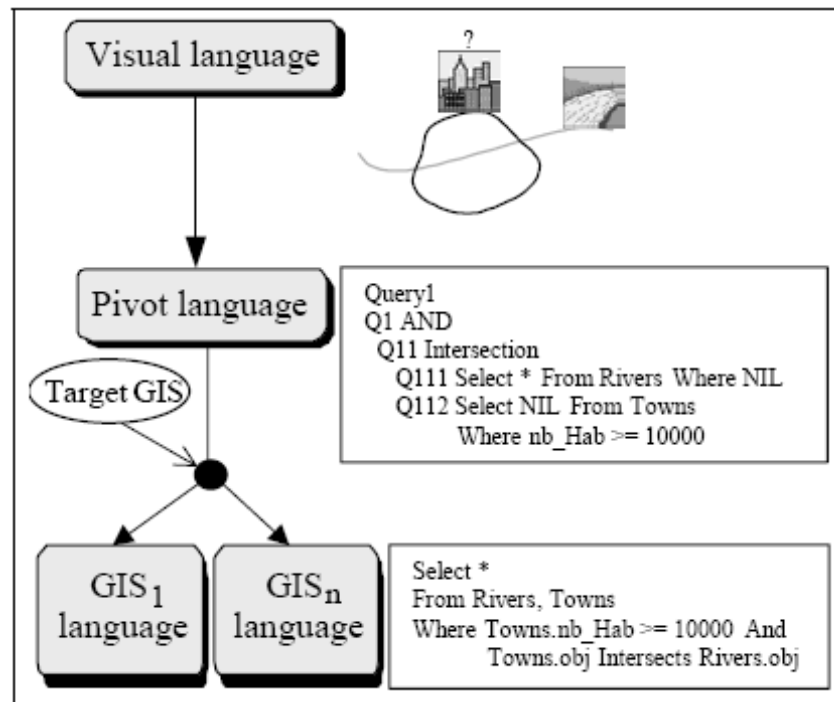 Visual language
?
Pivot language
Query1
Q1 AND
Q11 Intersection
Q111 Select * From Rivers Where NIL
Q112 Select NIL From Towns
Where nb_Hab >= 10000
Target GIS
GIS1
language
GISn
language
Select *
From Rivers, Towns
Where Towns.nb_Hab >= 10000 And
Towns.obj Intersects Rivers.obj